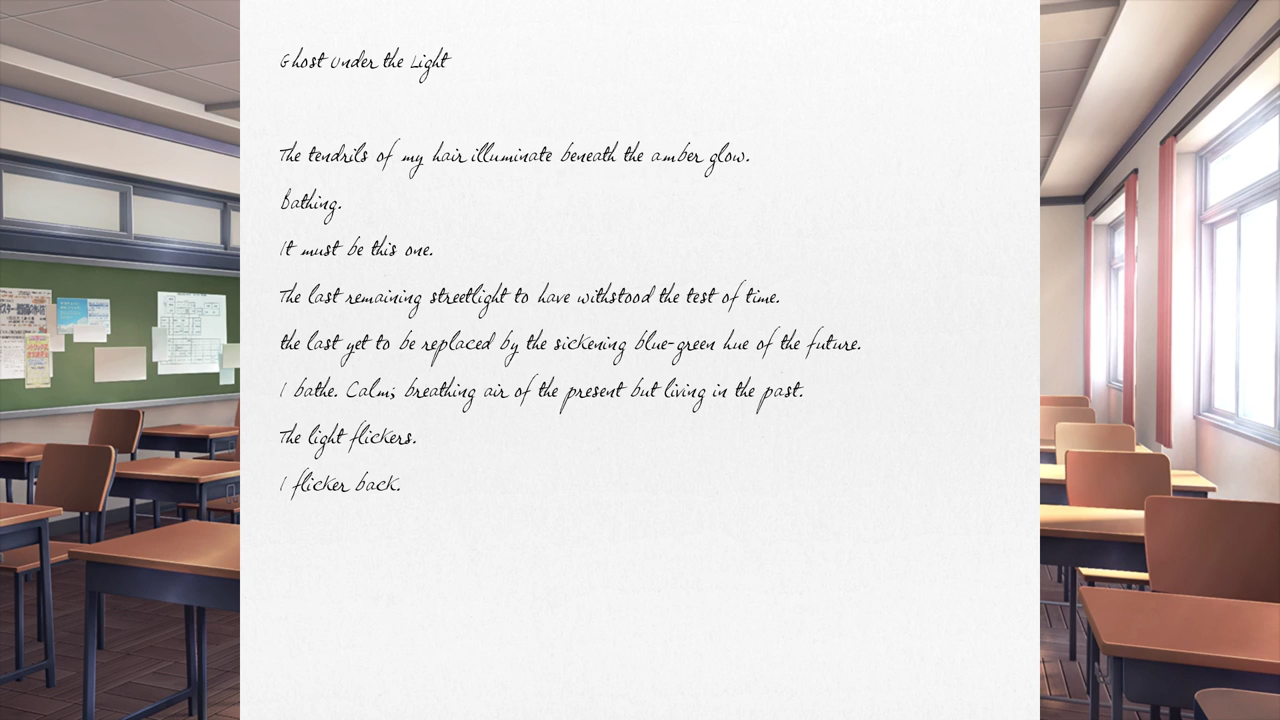 Ghost Under the Light
The tendrils of my hair illuminate beneath the amber glow.
Bathing.
It must be this one.
The last remaining streetlight to have withstood the test of time.
the last yet to be replaced by the sickening blue-green hue of the future.
I bathe. Calm; breathing air of the present but living in the past.
The light flickers.
I flicker back.